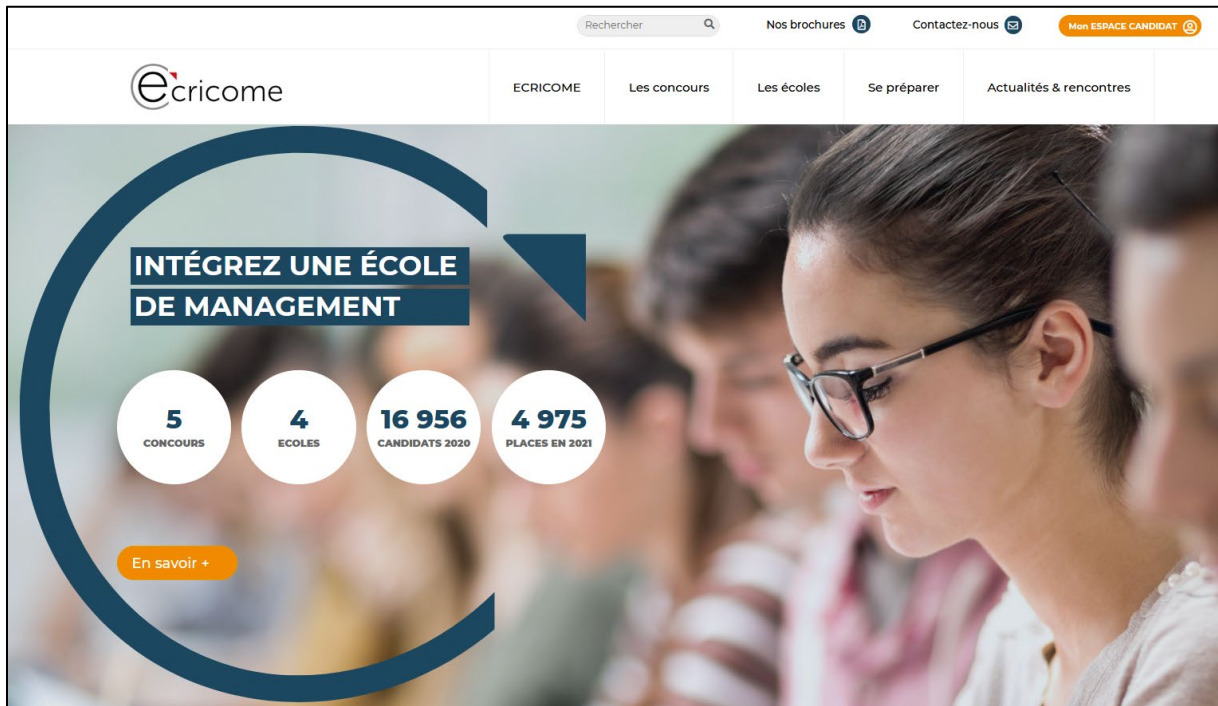 Rechercher
Nos brochures
Contactez-nous
Mon ESPACE CANDIDAT
ecricome
ECRICOME
Les concours
Les écoles
Se préparer
Actualités & rencontres
INTÉGREZ UNE ÉCOLE
DE MANAGEMENT
5
CONCOURS
4
ECOLES
16 956
CANDIDATS 2020
4 975
PLACES EN 2021
En savoir +